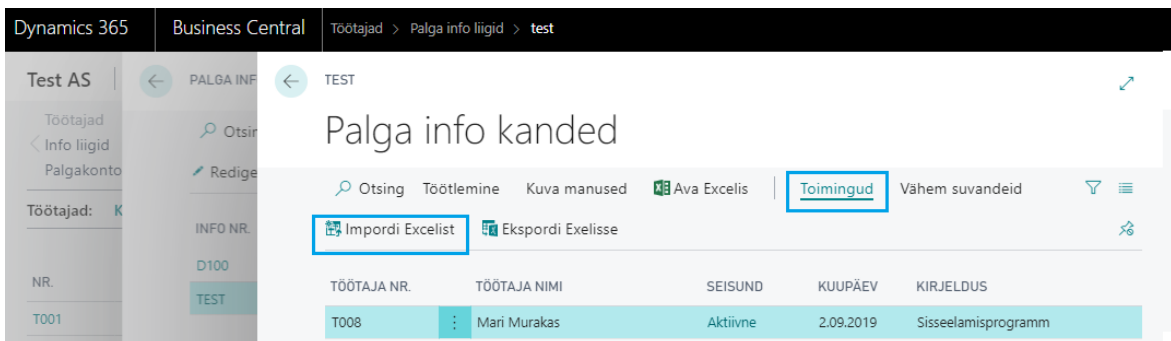 Dynamics 365 Business Central Töötajad > Palga info liigid > test
Test AS PALGA INF TEST
Palga info kanded
Töötajad
Info liigid
Palgakonto
Otsin
Redige
Otsing Töötlemine Kuva manused Ava Excelis Toimingud Vähem suvandeid
Töötajad: K
INFO NR.
Impordi Excelist Ekspordi Exelisse
D100
NR.
TEST
TÖÖTAJA NR. TÖÖTAJA NIMI SEISUND KUUPÄEV KIRJELDUS
T001
T008 Mari Murakas Aktiivne 2.09.2019 Sisseelamisprogramm